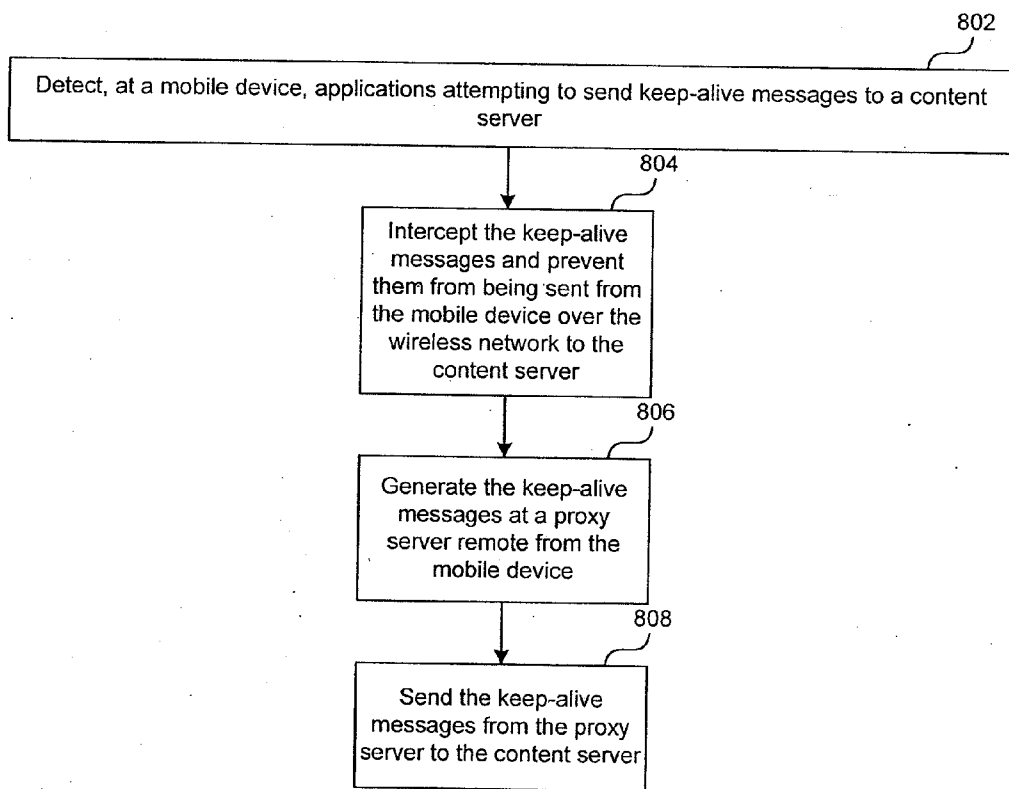 802
Detect, at a mobile device, applications attempting to send keep-alive messages to a content
server
804
Intercept the keep-alive
messages and prevent
them from being sent from
the mobile device over the
wireless network to the
content server
806
Generate the keep-alive
messages at a proxy
server remote from the
mobile device
808
Send the keep-alive
messages from the proxy
server to the content server